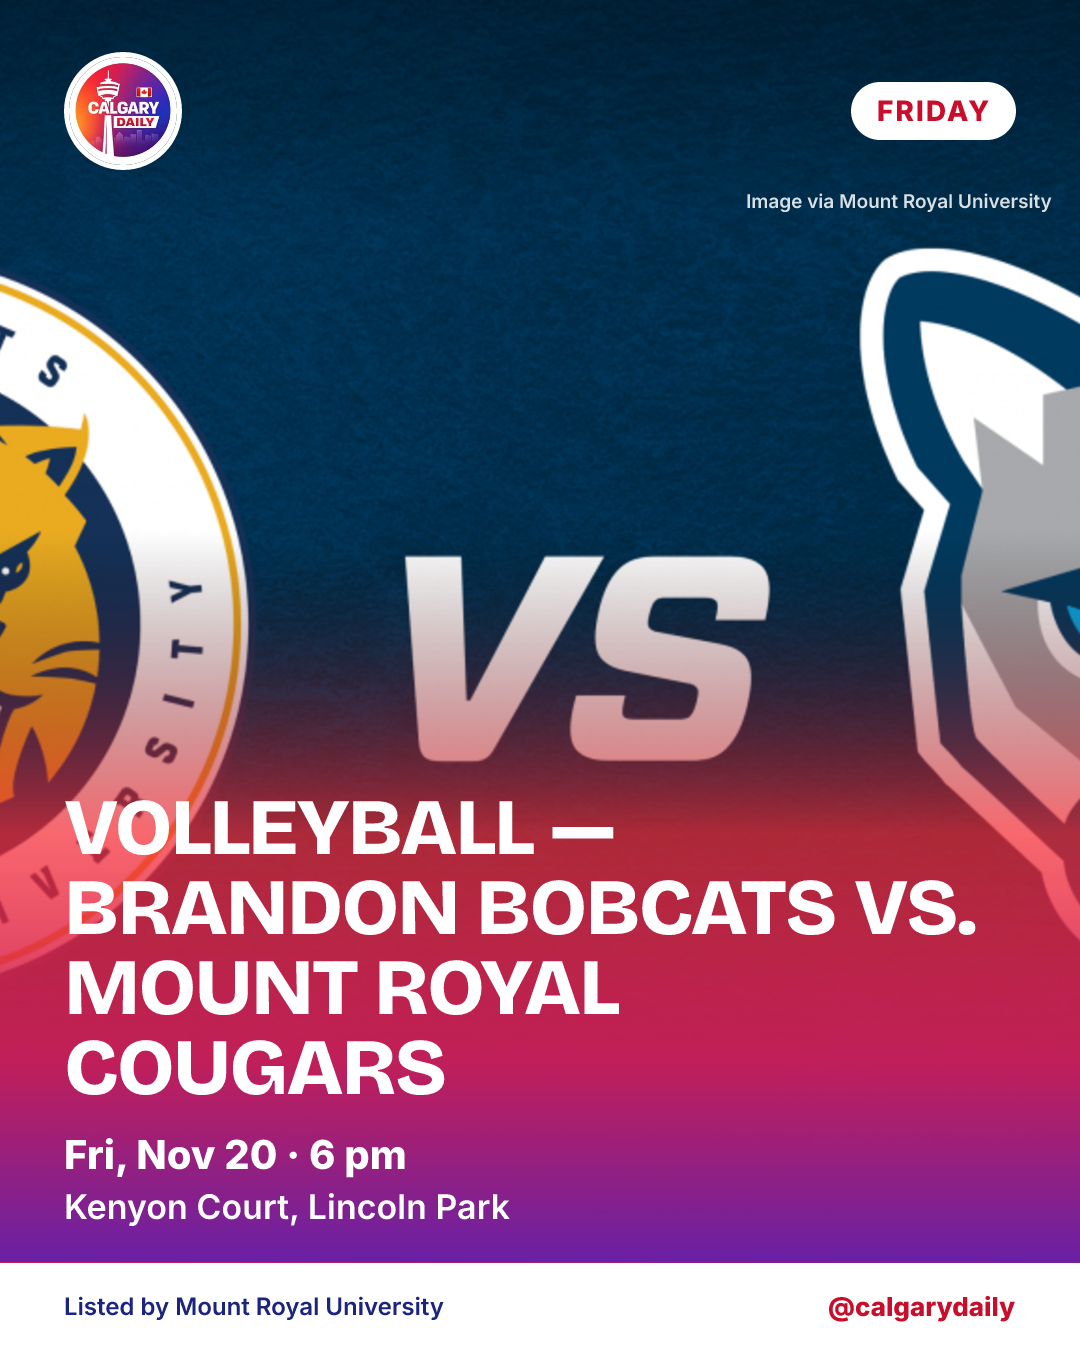 CALGARY
DAILY
FRIDAY
Image via Mount Royal University
T S
V E R S I T Y
VS
VOLLEYBALL —
BRANDON BOBCATS VS.
MOUNT ROYAL
COUGARS
Fri, Nov 20 · 6 pm
Kenyon Court, Lincoln Park
Listed by Mount Royal University
@calgarydaily